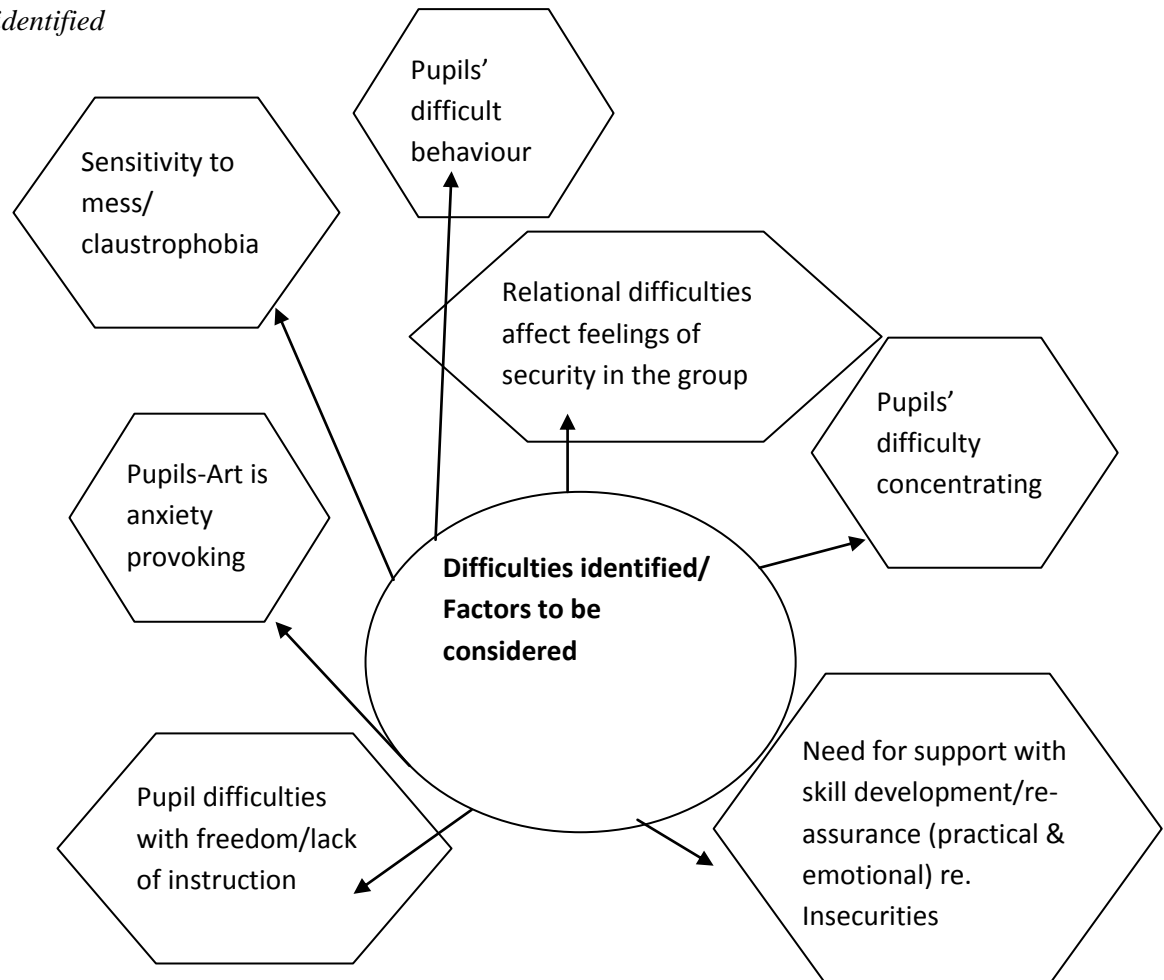 identified
Pupils’
difficult
behaviour
Sensitivity to
mess/
claustrophobia
Relational difficulties
affect feelings of
security in the group
Pupils’
difficulty
concentrating
Pupils-Art is
anxiety
provoking
Difficulties identified/
Factors to be
considered
Pupil difficulties
with freedom/lack
of instruction
Need for support with
skill development/re-
assurance (practical &
emotional) re.
Insecurities